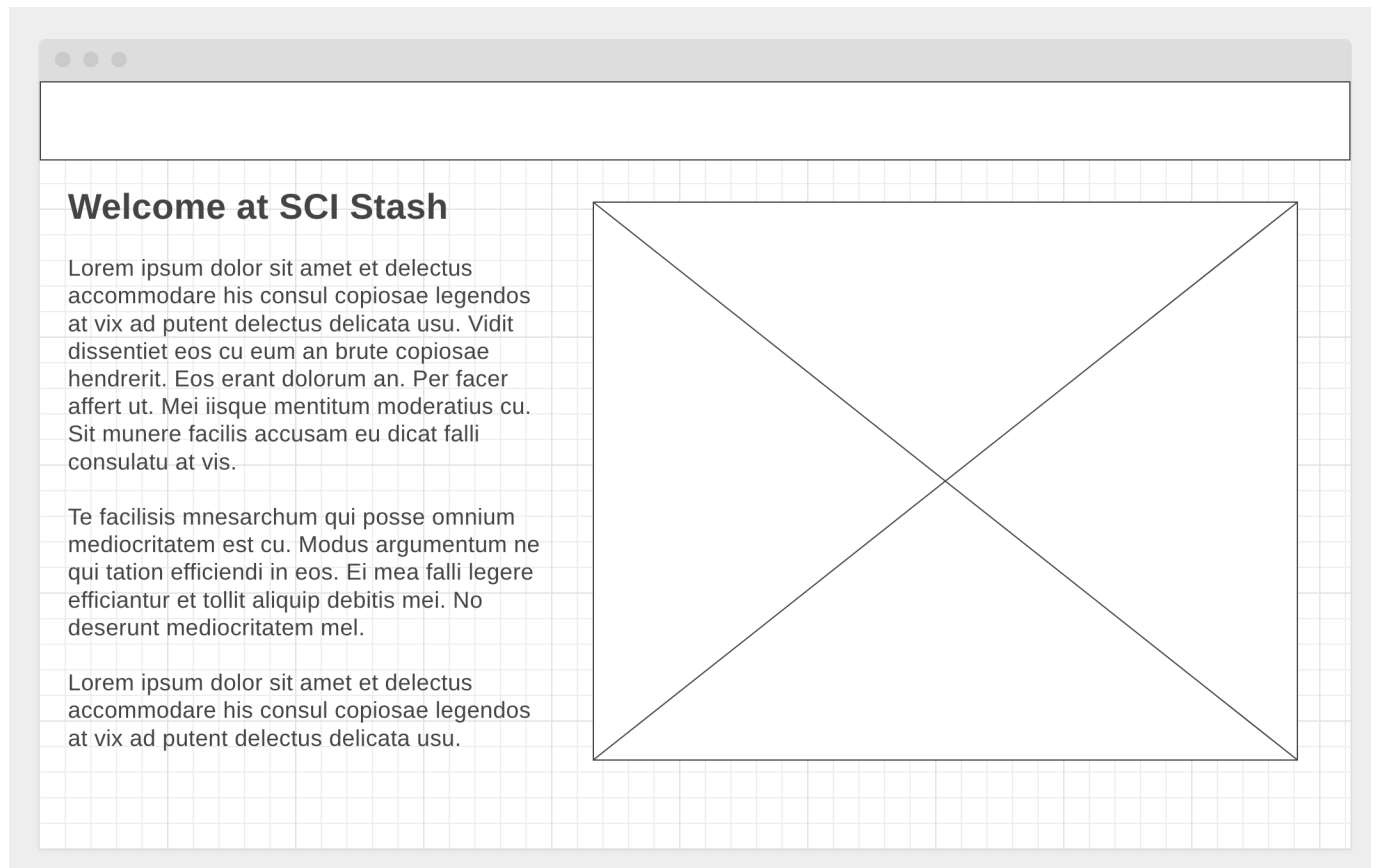 Welcome at SCI Stash
Lorem ipsum dolor sit amet et delectus
accommodare his consul copiosae legendos
at vix ad putent delectus delicata usu. Vidit
dissentiet eos cu eum an brute copiosae
hendrerit. Eos erant dolorum an. Per facer
affert ut. Mei iisque mentitum moderatius cu.
Sit munere facilis accusam eu dicat falli
consulatu at vis.
Te facilisis mnesarchum qui posse omnium
mediocritatem est cu. Modus argumentum ne
qui tation efficiendi in eos. Ei mea falli legere
efficiantur et tollit aliquip debitis mei. No
deserunt mediocritatem mel.
Lorem ipsum dolor sit amet et delectus
accommodare his consul copiosae legendos
at vix ad putent delectus delicata usu.